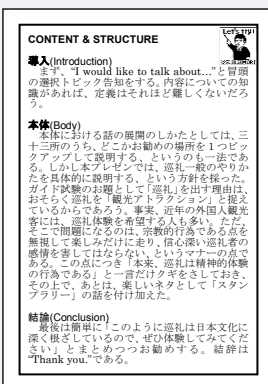 Let's try!
CONTENT & STRUCTURE
導入(Introduction)
まず、“I would like to talk about...”と冒頭
の選択トピック告知をする。内容についての知
識があれば、定義はそれほど難しくないだろ
う。
本体(Body)
本体における話の展開のしかたとしては、三
十三所のうち、どこかお勧めの場所を1つピッ
クアップして説明する、というのも一法であ
る。しかし本プレゼンでは、巡礼一般のやりか
たを具体的に説明する、という方針を採った。
ガイド試験のお題として「巡礼」を出す理由は、
おそらく巡礼を「観光アトラクション」と捉え
ているからであろう。事実、近年の外国人観光
客には、巡礼体験を希望する人も多い。ただ、
そこで問題になるのは、宗教的行為である点を
無視して楽しみだけに走り、信心深い巡礼者の
感情を害してはならない、というマナーの点で
ある。この点につき「本来、巡礼は精神的体験
の行為である」と一言だけクギをさしておき、
その上で、あとは、楽しいネタとして「スタン
プラリー」の話を付け加えた。
結論(Conclusion)
最後は簡単に「このように巡礼は日本文化に
深く根ざしているので、ぜひ体験してみてくだ
さい」とまとめつつお勧めする。結辞は
“Thank you.”である。